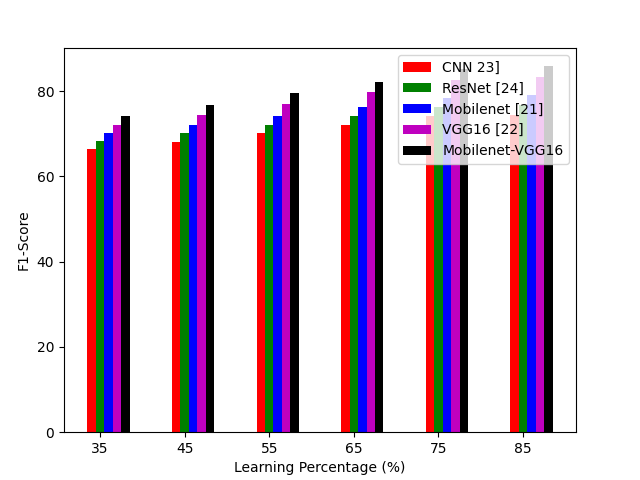 CNN 23]
ResNet [24]
Mobilenet [21]
VGG16 [22]
Mobilenet-VGG16
F1-Score
80
60
40
20
0
35 45 55 65 75 85
Learning Percentage (%)